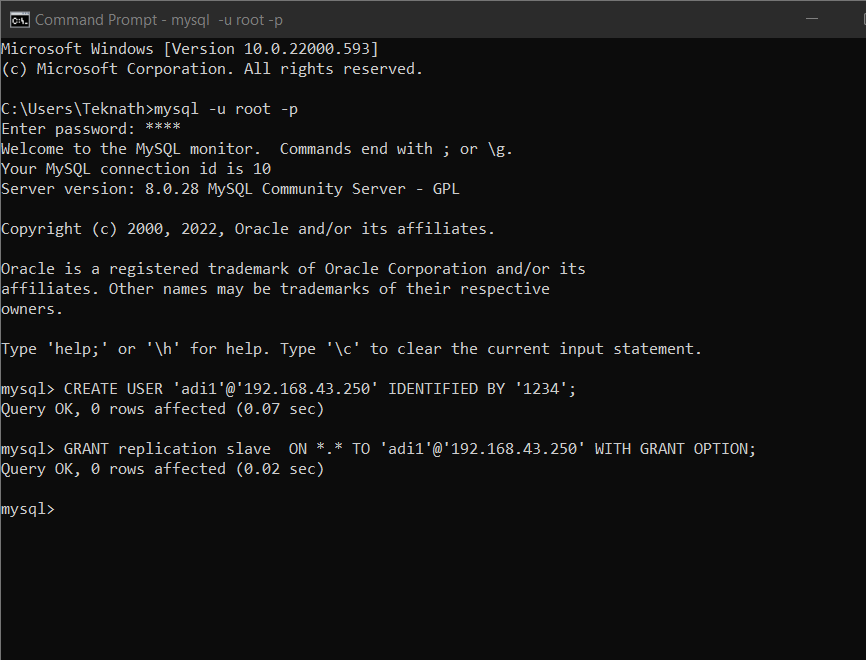 Command Prompt - mysql  -u root -p
Microsoft Windows [Version 10.0.22000.593]
(c) Microsoft Corporation. All rights reserved.
C:\Users\Teknath>mysql -u root -p
Enter password: ****
Welcome to the MySQL monitor.  Commands end with ; or \g.
Your MySQL connection id is 10
Server version: 8.0.28 MySQL Community Server - GPL
Copyright (c) 2000, 2022, Oracle and/or its affiliates.
Oracle is a registered trademark of Oracle Corporation and/or its
affiliates. Other names may be trademarks of their respective
owners.
Type 'help;' or '\h' for help. Type '\c' to clear the current input statement.
mysql> CREATE USER 'adi1'@'192.168.43.250' IDENTIFIED BY '1234';
Query OK, 0 rows affected (0.07 sec)
mysql> GRANT replication slave  ON *.* TO 'adi1'@'192.168.43.250' WITH GRANT OPTION;
Query OK, 0 rows affected (0.02 sec)
mysql>